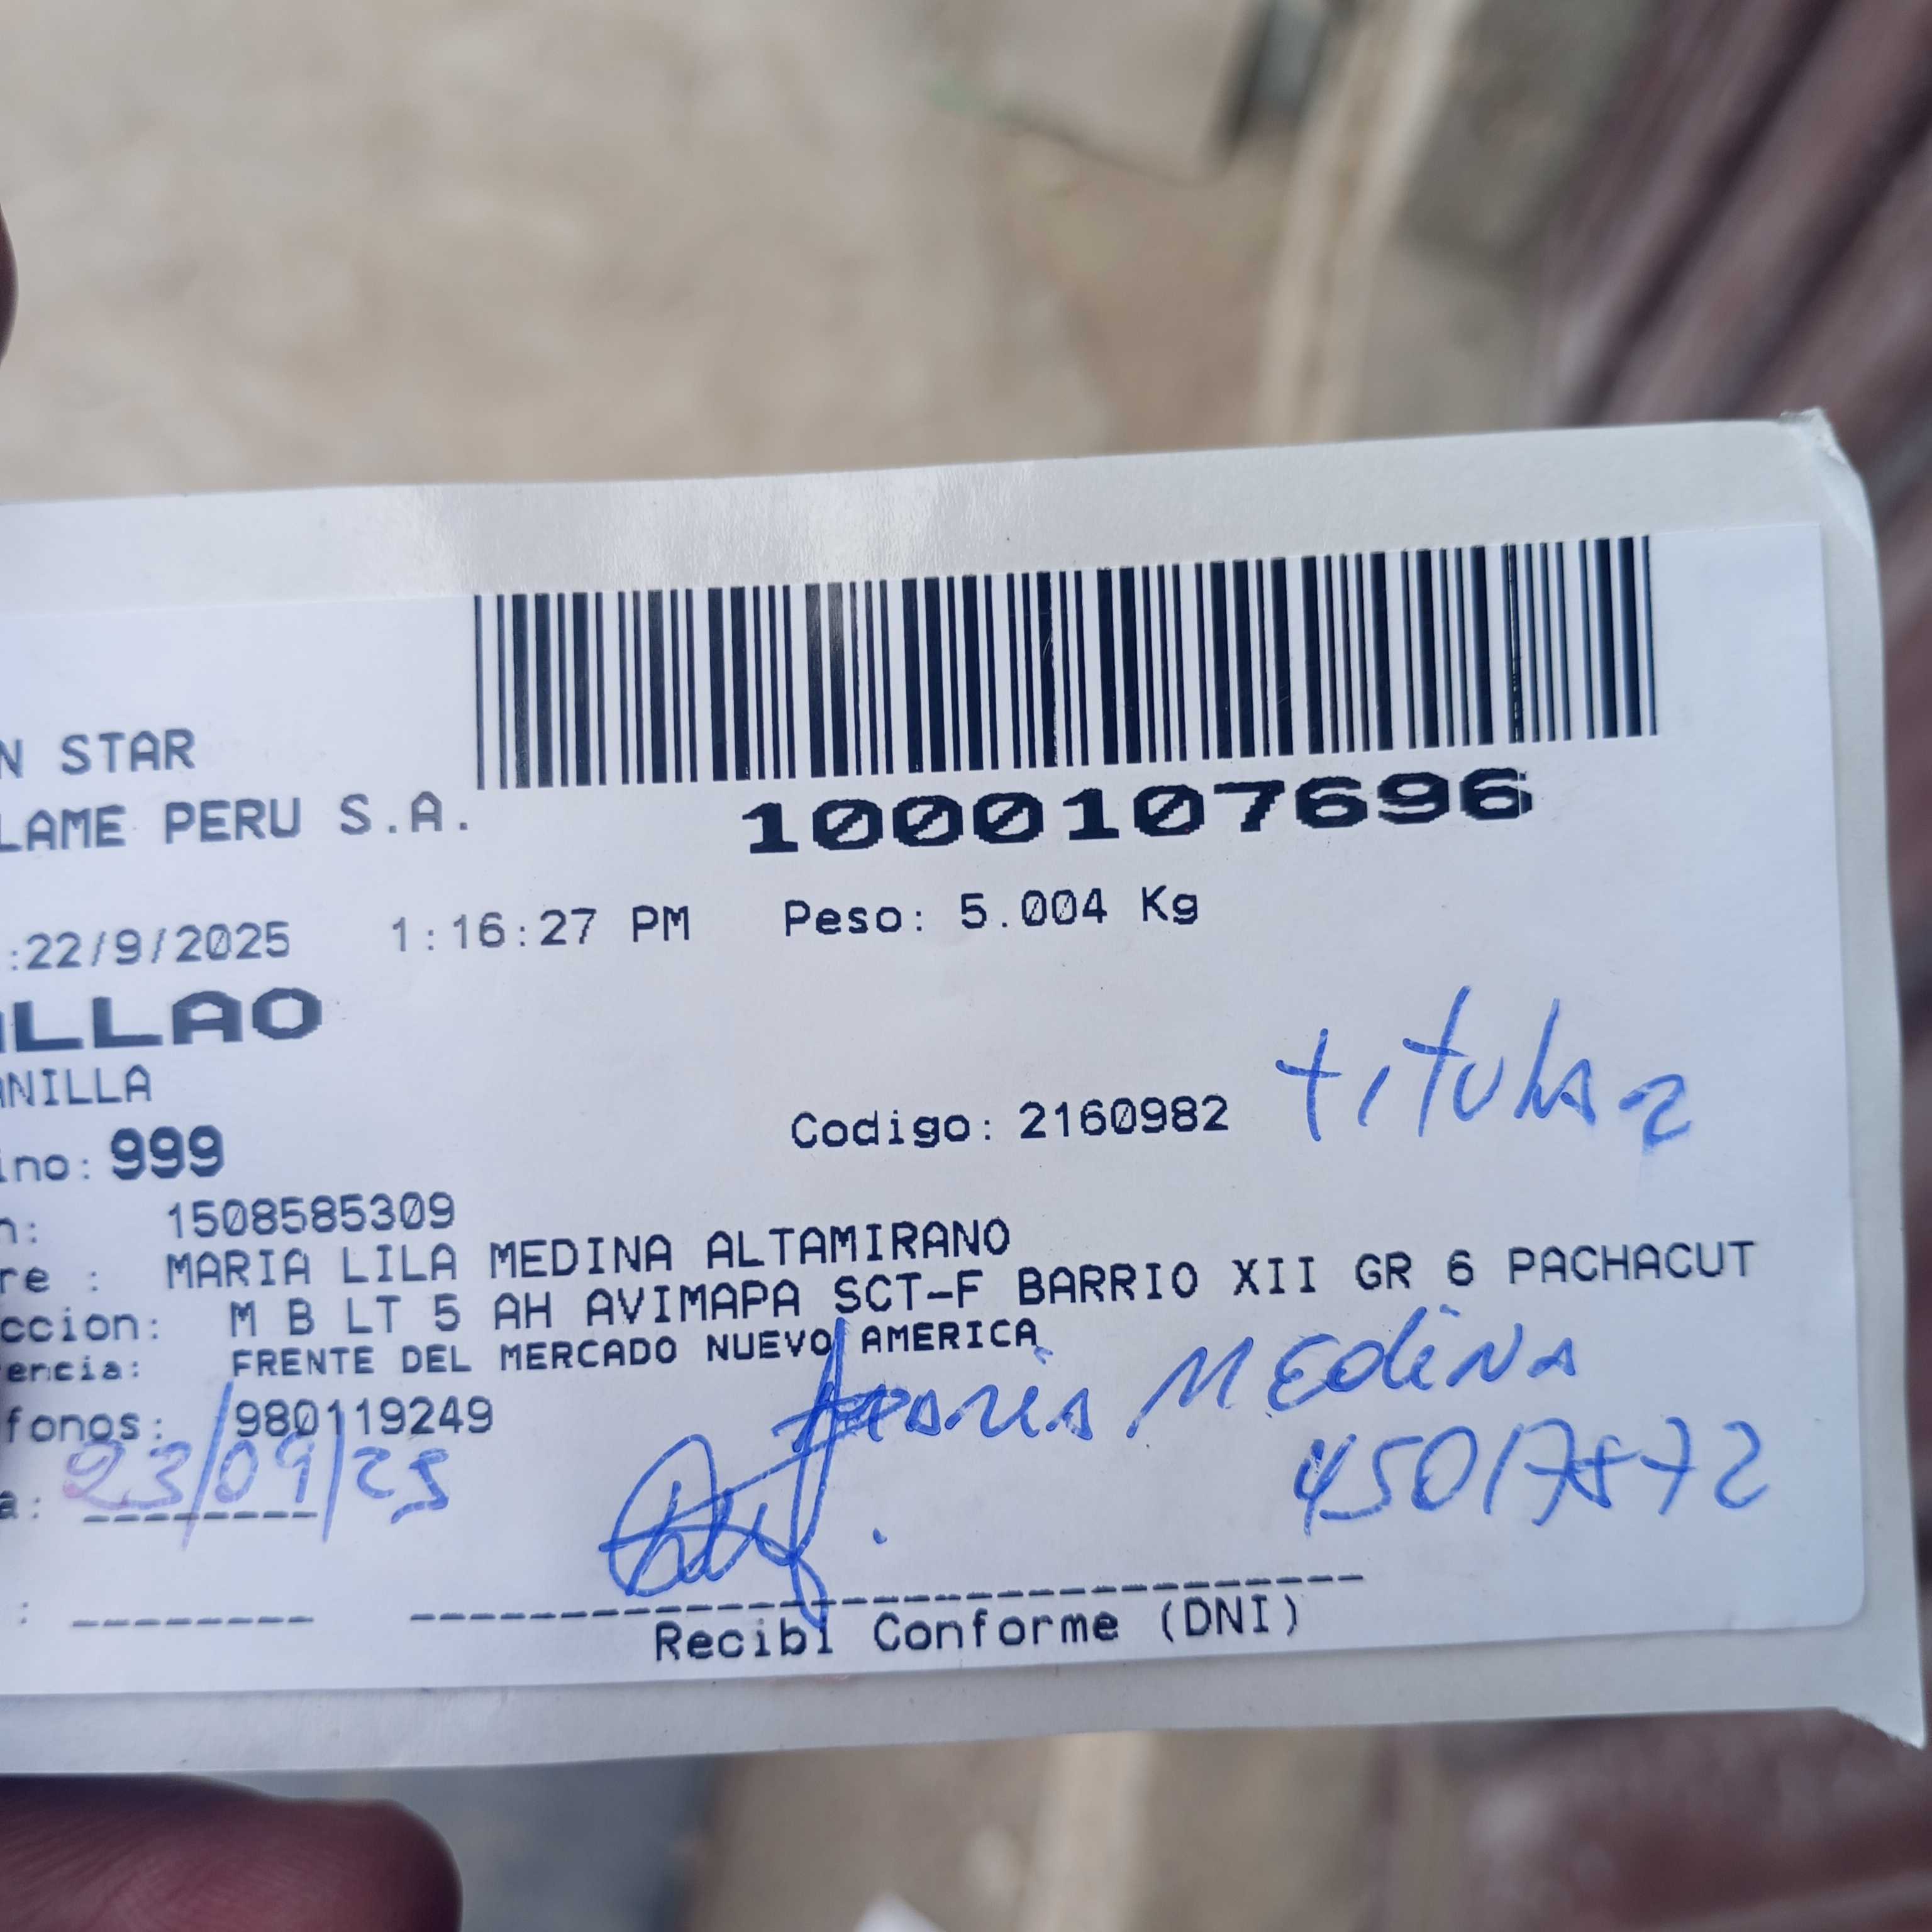 N STAR
LAME PERU S.A.
1000107696
:22/9/2025 1:16:27 PM Peso: 5.004 Kg
LLAO
NILLA
Codigo: 2160982 titular
ino: 999
n: 1508585309
re : MARIA LILA MEDINA ALTAMIRANO
ccion: M B LT 5 AH AVIMAPA SCT-F BARRIO XII GR 6 PACHACUT
encia: FRENTE DEL MERCADO NUEVO AMERICA
fonos: 980119249
Medina
a: 23/09/25
: 
Recibi Conforme (DNI)